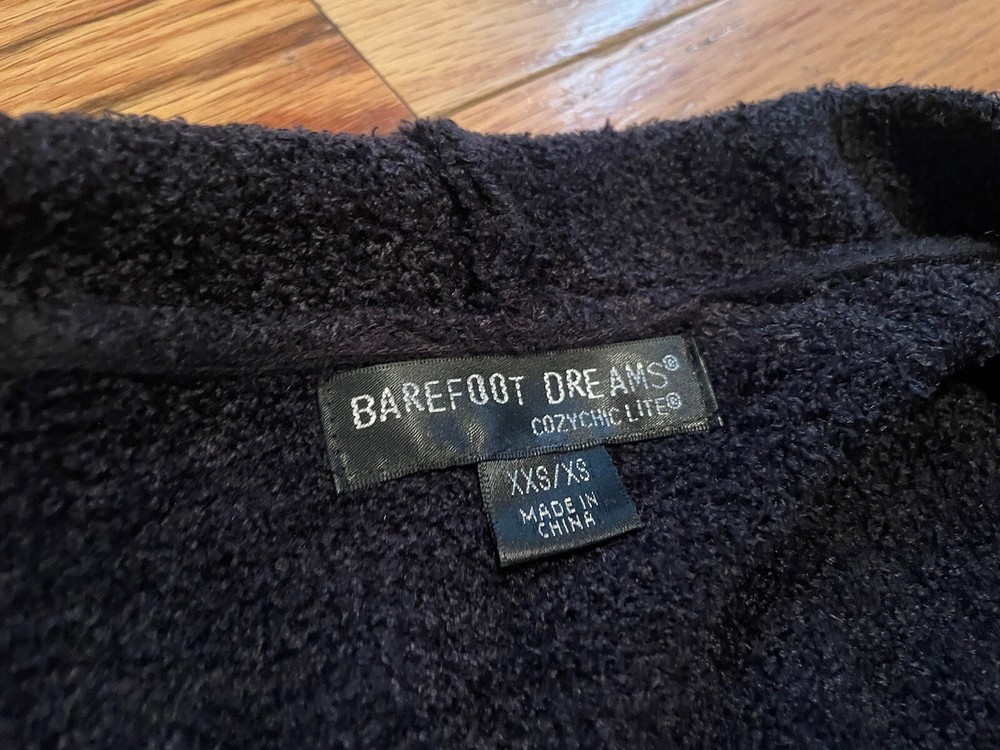 BAREFOOT DREAMS®
COZYCHIC LITE®
XXS/XS
MADE IN
CHINA